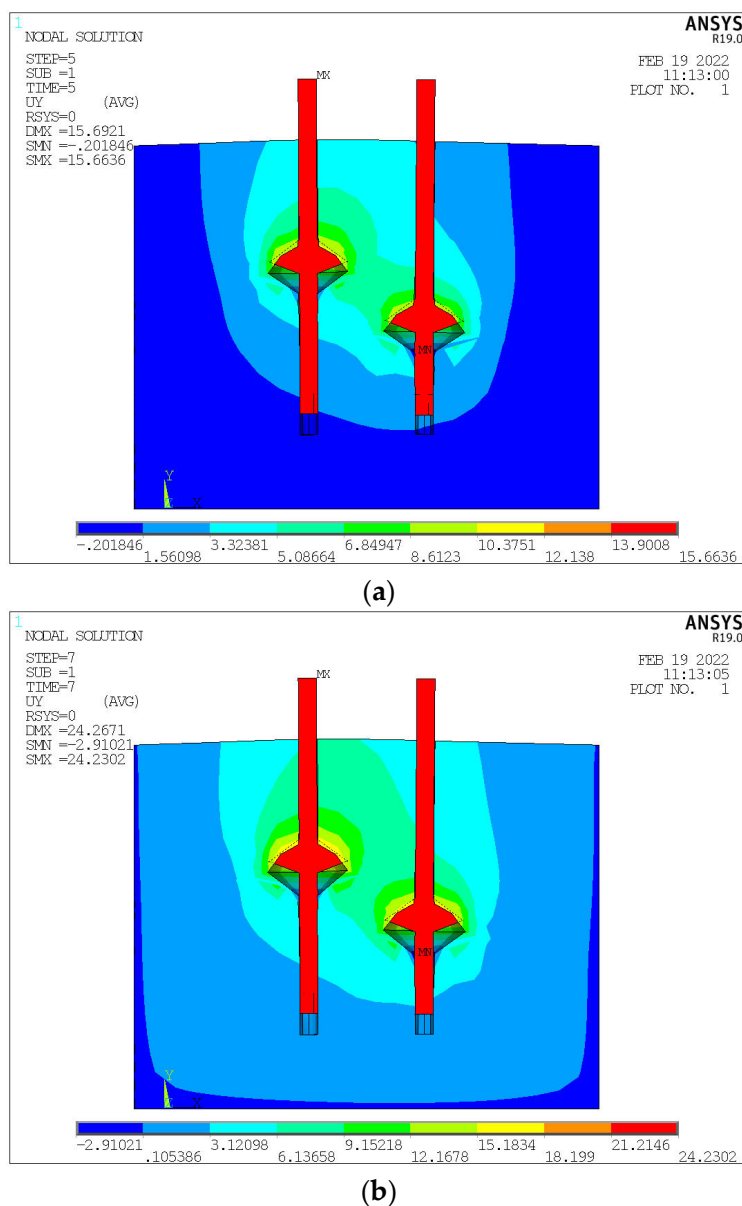 1
NODAL SOLUTION
STEP=5
SUB =1
TIME=5
UY (AVG)
RSYS=0
DMX =15.6921
SMN =-.201846
SMX =15.6636
ANSYS
R19.0
FEB 19 2022
11:13:00
PLOT NO. 1
MX
MN
Y
Z X
-.201846 3.32381 6.84947 10.3751 13.9008
1.56098 5.08664 8.6123 12.138 15.6636
(a)
1
NODAL SOLUTION
STEP=7
SUB =1
TIME=7
UY (AVG)
RSYS=0
DMX =24.2671
SMN =-2.91021
SMX =24.2302
ANSYS
R19.0
FEB 19 2022
11:13:05
PLOT NO. 1
MX
MN
Y
Z X
-2.91021 3.12098 9.15218 15.1834 21.2146
.105386 6.13658 12.1678 18.199 24.2302
(b)